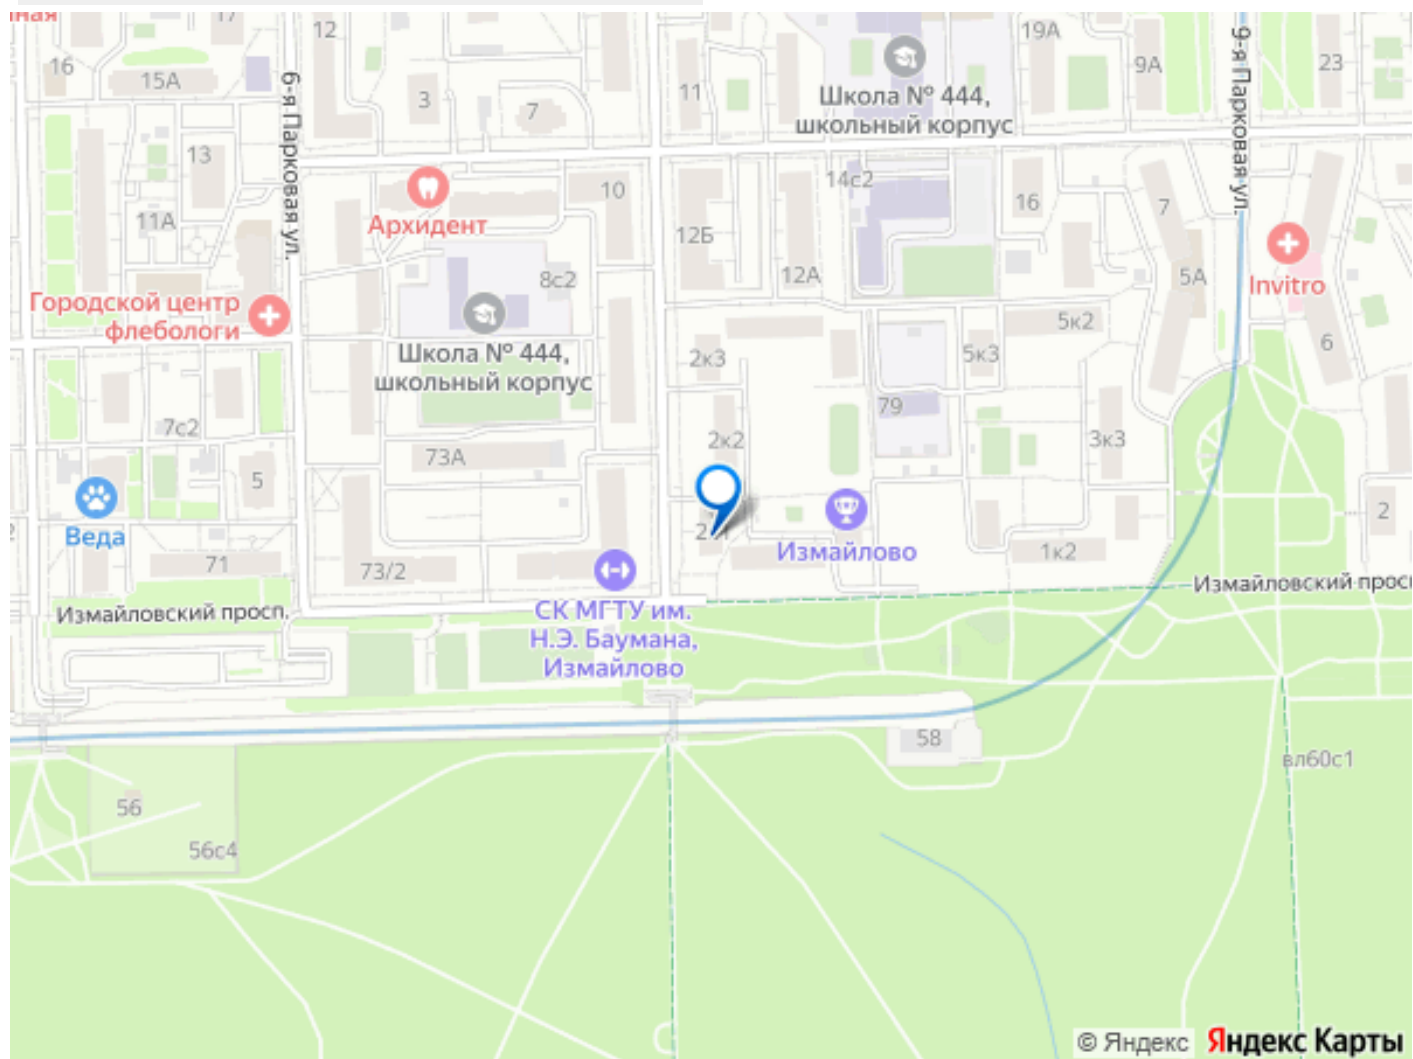 17
12
19А
23
16
15А
3
7
11
9А
6-я Парковая ул.
9-я Парковая ул.
Школа № 444,
школьный корпус
13
10
14с2
16
7
Архидент
11А
12Б
12А
5А
8с2
Invitro
Городской центр
флебологи
5к2
6
Школа № 444,
школьный корпус
2к3
5к3
79
7с2
2к2
3к3
73А
5
2
Веда
Измайлово
1к2
71
73/2
Измайловский просп.
Измайловский просп
СК МГТУ им.
Н.Э. Баумана,
Измайлово
58
вл60с1
56
56с4
© Яндекс Яндекс Карты